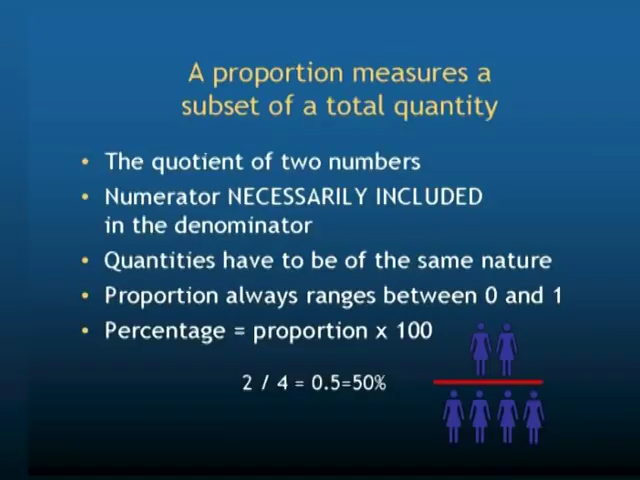 A proportion measures a
subset of a total quantity
• The quotient of two numbers
• Numerator NECESSARILY INCLUDED
in the denominator
• Quantities have to be of the same nature
• Proportion always ranges between 0 and 1
• Percentage = proportion x 100
2 / 4 = 0.5=50%